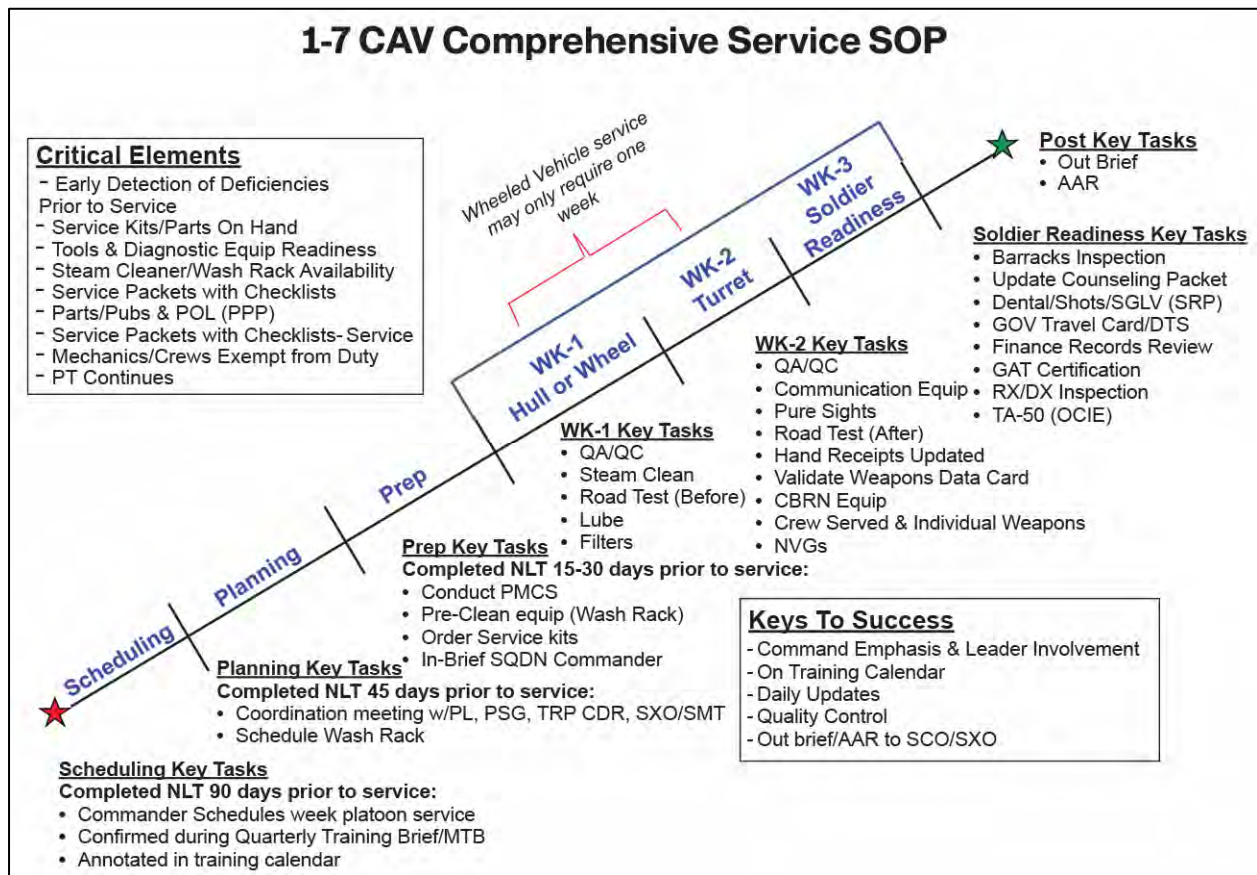 1-7 CAV Comprehensive Service SOP
Critical Elements
- Early Detection of Deficiencies
Prior to Service
- Service Kits/Parts On Hand
- Tools & Diagnostic Equip Readiness
- Steam Cleaner/Wash Rack Availability
- Service Packets with Checklists
- Parts/Pubs & POL (PPP)
- Service Packets with Checklists-Service
- Mechanics/Crews Exempt from Duty
- PT Continues
Wheeled Vehicle service
may only require one
week
Scheduling
Planning
Prep
WK-1
Hull or Wheel
WK-2
Turret
WK-3
Soldier
Readiness
Post Key Tasks
• Out Brief
• AAR
Soldier Readiness Key Tasks
• Barracks Inspection
• Update Counseling Packet
• Dental/Shots/SGLV (SRP)
• GOV Travel Card/DTS
• Finance Records Review
• GAT Certification
• RX/DX Inspection
• TA-50 (OCIE)
WK-2 Key Tasks
• QA/QC
• Communication Equip
• Pure Sights
• Road Test (After)
• Hand Receipts Updated
• Validate Weapons Data Card
• CBRN Equip
• Crew Served & Individual Weapons
• NVGs
WK-1 Key Tasks
• QA/QC
• Steam Clean
• Road Test (Before)
• Lube
• Filters
Prep Key Tasks
Completed NLT 15-30 days prior to service:
• Conduct PMCS
• Pre-Clean equip (Wash Rack)
• Order Service kits
• In-Brief SQDN Commander
Planning Key Tasks
Completed NLT 45 days prior to service:
• Coordination meeting w/PL, PSG, TRP CDR, SXO/SMT
• Schedule Wash Rack
Scheduling Key Tasks
Completed NLT 90 days prior to service:
• Commander Schedules week platoon service
• Confirmed during Quarterly Training Brief/MTB
• Annotated in training calendar
Keys To Success
- Command Emphasis & Leader Involvement
- On Training Calendar
- Daily Updates
- Quality Control
- Out brief/AAR to SCO/SXO